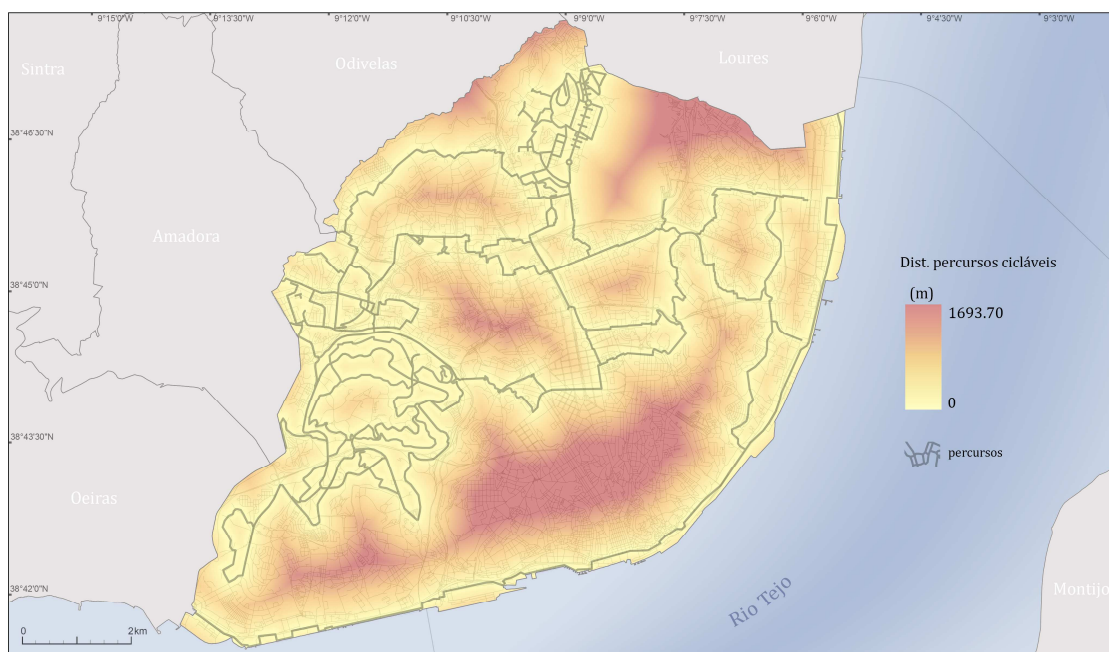 9°15'0"W 9°13'30"W 9°12'0"W 9°10'30"W 9°9'0"W 9°7'30"W 9°6'0"W 9°4'30"W 9°3'0"W
Sintra
Odivelas
Loures
38°46'30"N
Amadora
Dist. percursos cicláveis
38°45'0"N
(m)
1693.70
0
38°43'30"N
percursos
Oeiras
38°42'0"N
Rio Tejo
Montijo
0 2km